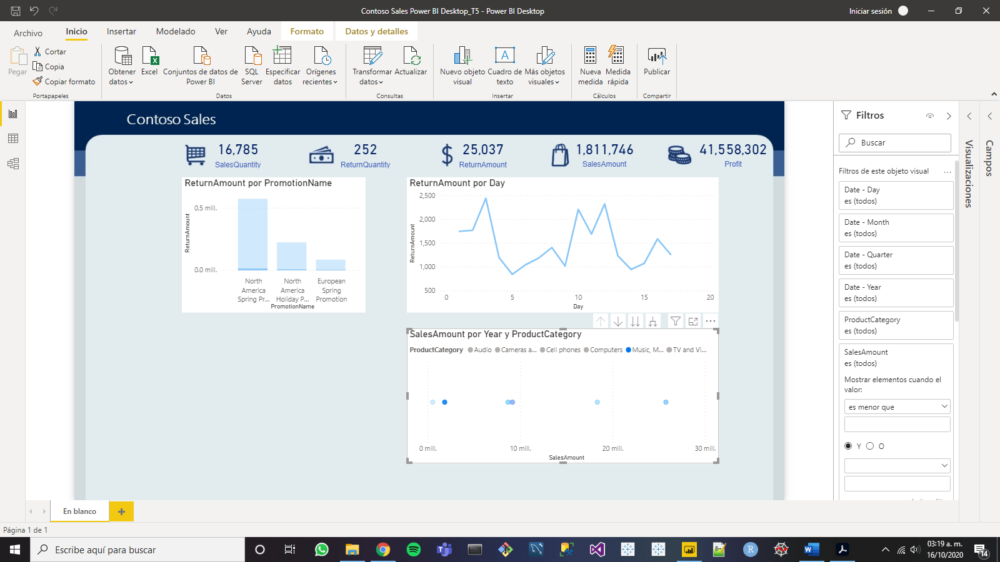 Contoso Sales Power BI Desktop_T5 - Power BI Desktop
Iniciar sesión
Archivo
Inicio
Insertar
Modelado
Ver
Ayuda
Formato
Datos y detalles
Pegar
Cortar
Copia
Copiar formato
Portapapeles
Obtener
datos
Excel
Conjuntos de datos de
Power BI
SQL
Server
Especificar
datos
Orígenes
recientes
Datos
Transformar
datos
Actualizar
Consultas
Nuevo objeto
visual
Cuadro de
texto
Más objetos
visuales
Insertar
Nueva
medida
Medida
rápida
Cálculos
Publicar
Compartir
Contoso Sales
16,785
SalesQuantity
252
ReturnQuantity
25,037
ReturnAmount
1,811,746
SalesAmount
41,558,302
Profit
ReturnAmount por PromotionName
ReturnAmount
0.5 mill.
0.0 mill.
North
America
Spring Pr...
North
America
Holiday P...
European
Spring
Promotion
PromotionName
ReturnAmount por Day
ReturnAmount
2,500
2,000
1,500
1,000
500
0
5
10
15
20
Day
SalesAmount por Year y ProductCategory
ProductCategory
Audio
Cameras a...
Cell phones
Computers
Music, M...
TV and Vi...
0 mill.
10 mill.
20 mill.
30 mill.
SalesAmount
Filtros
Buscar
Filtros de este objeto visual
...
Date - Day
es (todos)
Date - Month
es (todos)
Date - Quarter
es (todos)
Date - Year
es (todos)
ProductCategory
es (todos)
SalesAmount
es (todos)
Mostrar elementos cuando el
valor:
es menor que
Y
O
Visualizaciones
Campos
En blanco
+
Página 1 de 1
Escribe aquí para buscar
03:19 a. m.
16/10/2020
14